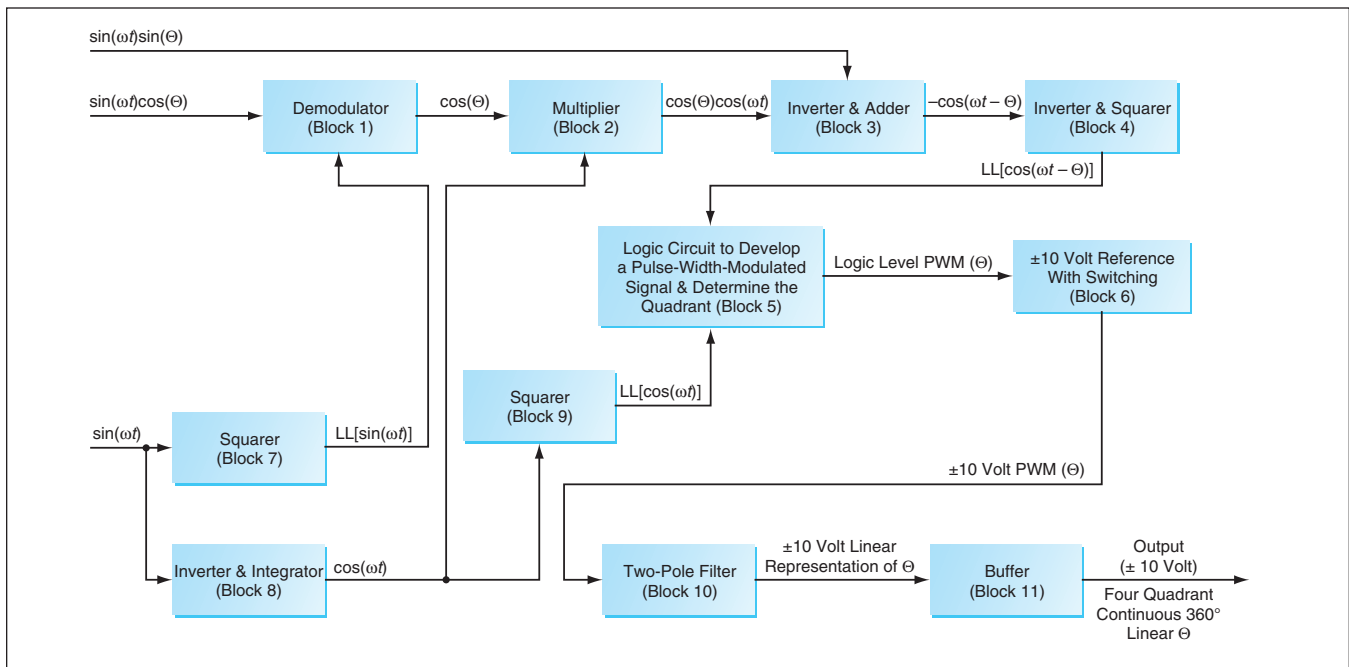 sin(ωt)sin(Θ)
sin(ωt)cos(Θ)
Demodulator
(Block 1)
cos(Θ)
Multiplier
(Block 2)
cos(Θ)cos(ωt)
Inverter & Adder
(Block 3)
–cos(ωt – Θ)
Inverter & Squarer
(Block 4)
LL[cos(ωt – Θ)]
Logic Circuit to Develop
a Pulse-Width-Modulated
Signal & Determine the
Quadrant (Block 5)
Logic Level PWM (Θ)
±10 Volt Reference
With Switching
(Block 6)
Squarer
(Block 9)
LL[cos(ωt)]
sin(ωt)
Squarer
(Block 7)
LL[sin(ωt)]
±10 Volt PWM (Θ)
Inverter & Integrator
(Block 8)
cos(ωt)
Two-Pole Filter
(Block 10)
±10 Volt Linear
Representation of Θ
Buffer
(Block 11)
Output
(± 10 Volt)
Four Quadrant
Continuous 360°
Linear Θ